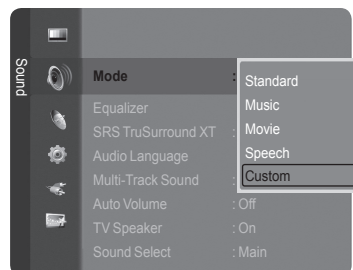 Sound
Mode : Standard
Music
Movie
Speech
Custom
Equalizer
SRS TruSurround XT :
Audio Language
Multi-Track Sound :
Auto Volume : Off
TV Speaker : On
Sound Select : Main